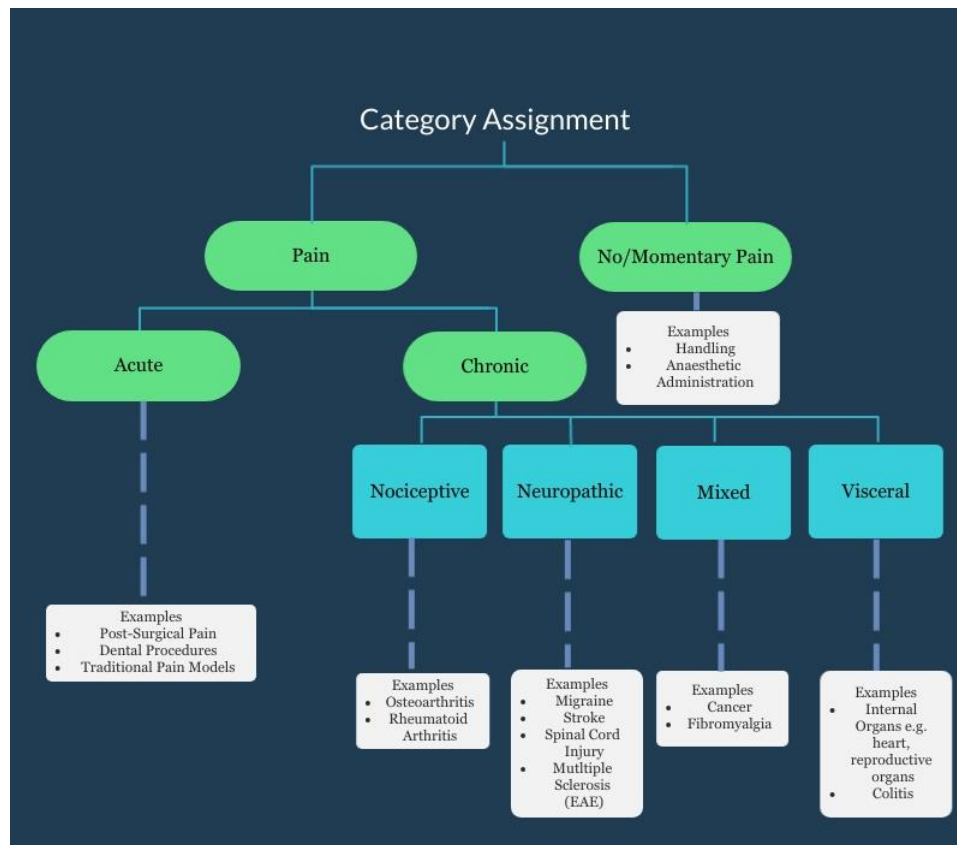 Category Assignment
Pain
No/Momentary Pain
Examples
• Handling
• Anaesthetic
Administration
Acute
Chronic
Nociceptive
Neuropathic
Mixed
Visceral
Examples
• Post-Surgical Pain
• Dental Procedures
• Traditional Pain Models
Examples
• Osteoarthritis
• Rheumatoid
Arthritis
Examples
• Migraine
• Stroke
• Spinal Cord
Injury
• Mutltiple
Sclerosis
(EAE)
Examples
• Cancer
• Fibromyalgia
Examples
• Internal
Organs e.g.
heart,
reproductive
organs
• Colitis